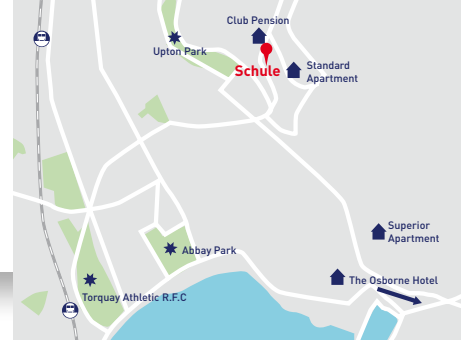 Club Pension
Upton Park
Schule
Standard
Apartment
Superior
Apartment
Abbay Park
The Osborne Hotel
Torquay Athletic R.F.C